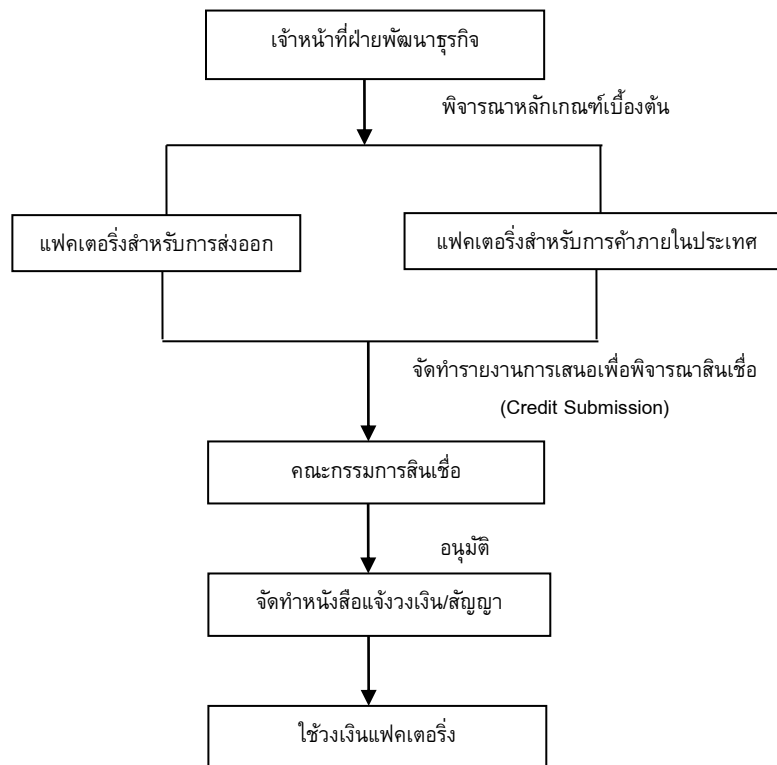 เจ้าหน้าที่ฝ่ายพัฒนาธุรกิจ
พิจารณาหลักเกณฑ์เบื้องต้น
แฟคเตอริ่งสำหรับการส่งออก
แฟคเตอริ่งสำหรับการค้าภายในประเทศ
จัดทำรายงานการเสนอเพื่อพิจารณาสินเชื่อ
(Credit Submission)
คณะกรรมการสินเชื่อ
อนุมัติ
จัดทำหนังสือแจ้งวงเงิน/สัญญา
ใช้วงเงินแฟคเตอริ่ง